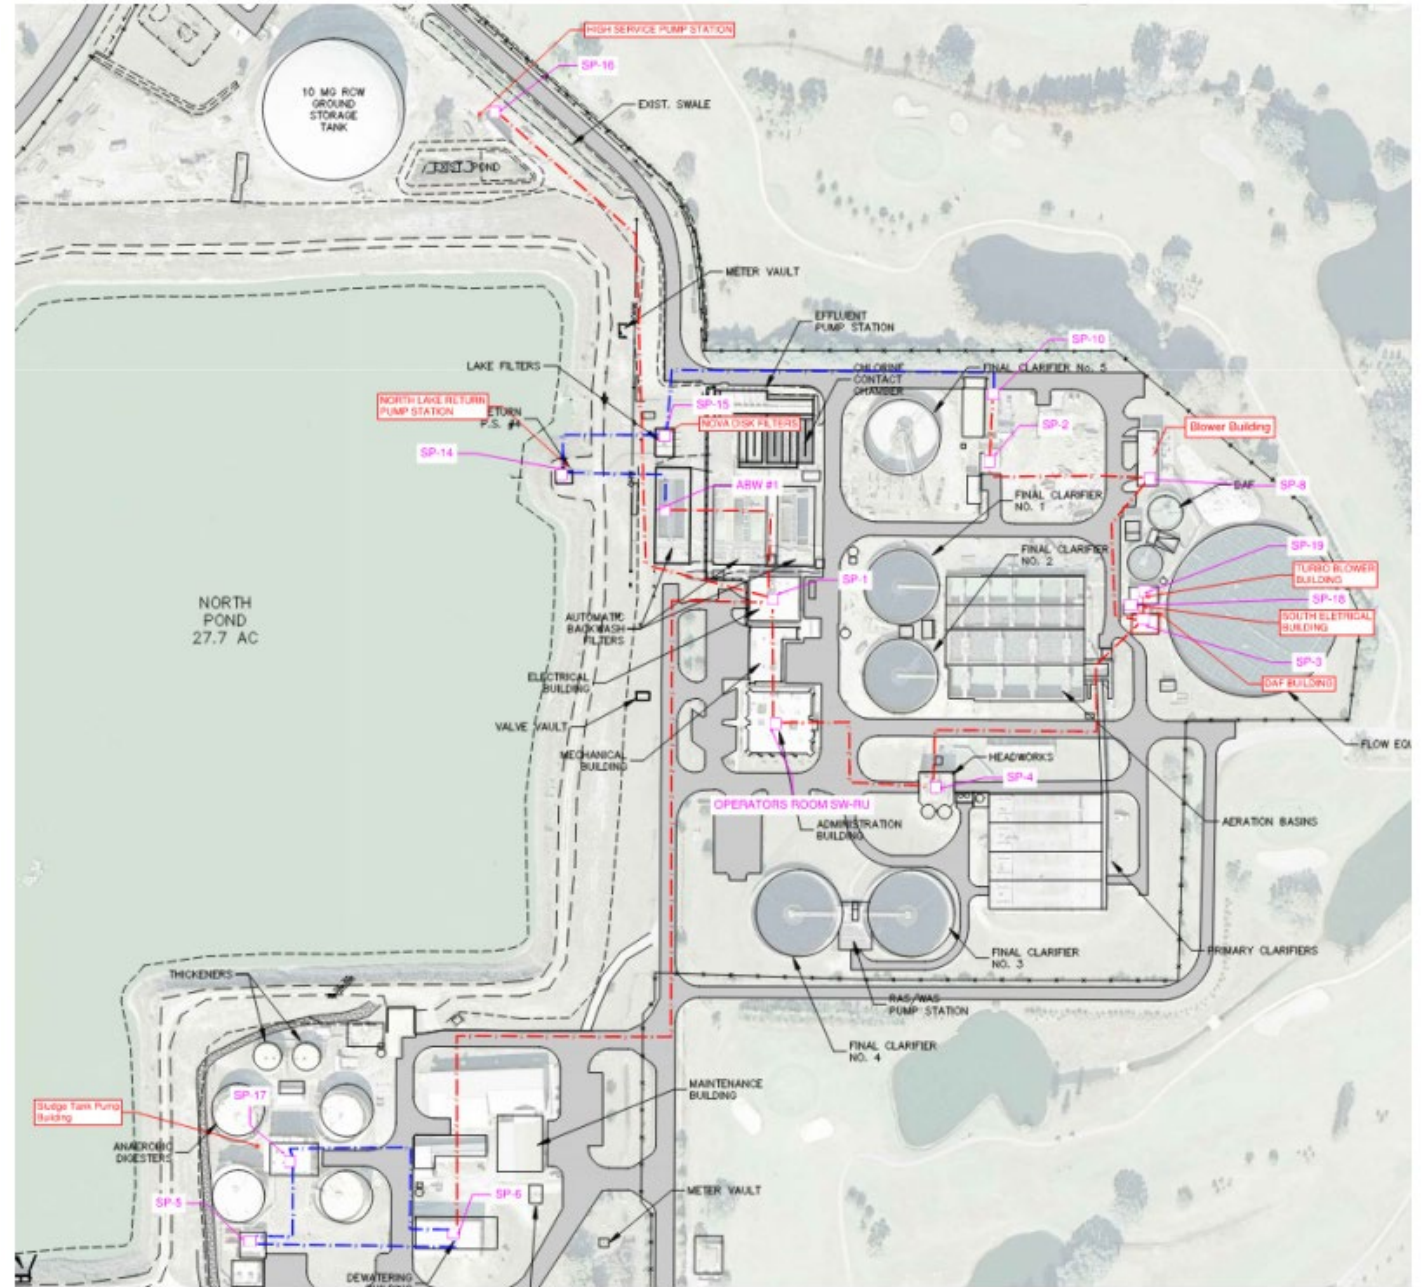 HIGH SERVICE PUMP STATION
SP-16
10 MG RCW
GROUND
STORAGE
TANK
EXIST. SWALE
POND
METER VAULT
EFFLUENT
PUMP STATION
SP-10
LAKE FILTERS
CHLORINE
CONTACT
CHAMBER
FINAL CLARIFIER No. 5
NORTH LAKE RETURN
PUMP STATION
SP-15
NOVA DISK FILTERS
SP-2
Blower Building
SP-14
ABW #1
DAF
SP-8
FINAL CLARIFIER
NO. 1
FINAL CLARIFIER
NO. 2
SP-19
TURBO BLOWER
BUILDING
SP-1
SP-18
SOUTH ELETRICAL
BUILDING
NORTH
POND
27.7 AC
AUTOMATIC
BACKWASH
FILTERS
SP-3
DAF BUILDING
ELECTRICAL
BUILDING
VALVE VAULT
FLOW EQU
MECHANICAL
BUILDING
HEADWORKS
SP-4
OPERATORS ROOM SW-RU
ADMINISTRATION
BUILDING
AERATION BASINS
FINAL CLARIFIER
NO. 3
PRIMARY CLARIFIERS
THICKENERS
RAS/WAS
PUMP STATION
FINAL CLARIFIER
NO. 4
MAINTENANCE
BUILDING
SP-17
Sludge Tank Pump
Building
ANAEROBIC
DIGESTERS
SP-5
SP-6
METER VAULT
DEWATERING